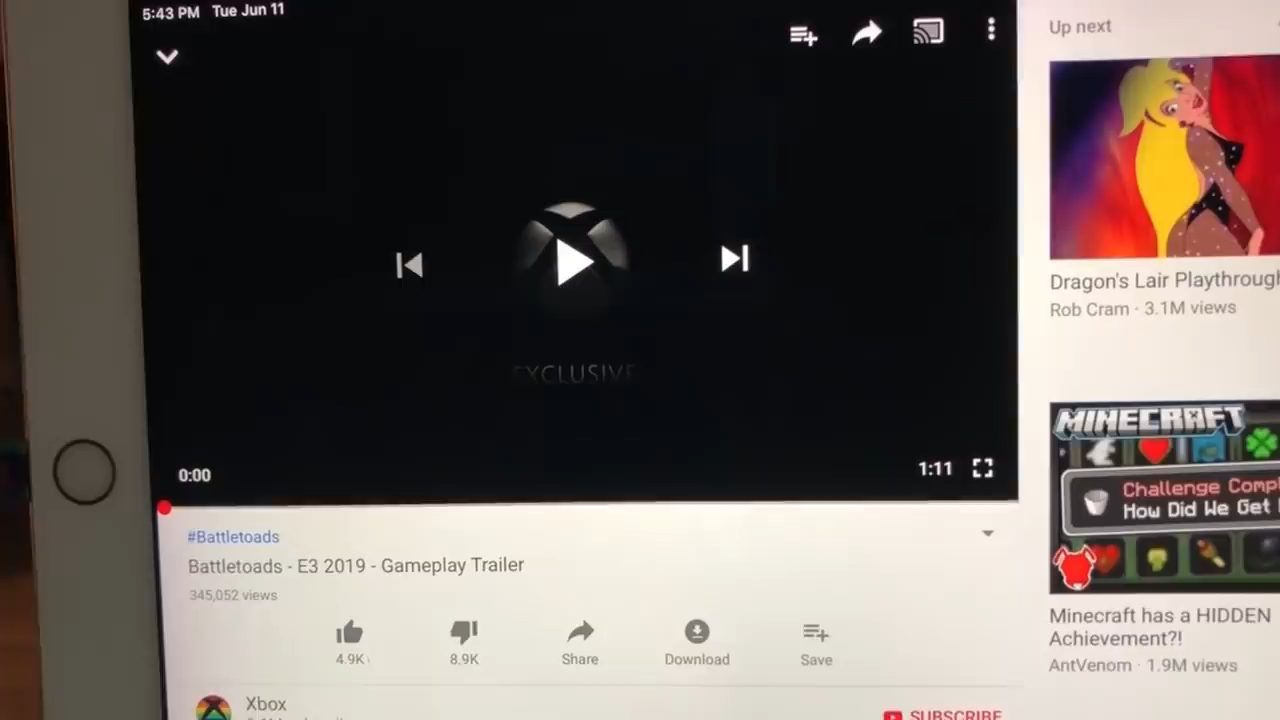 5:43 PM Tue Jun 11
EXCLUSIVE
0:00
1:11
#Battletoads
Battletoads - E3 2019 - Gameplay Trailer
345,052 views
4.9K
8.9K
Share
Download
Save
Xbox
SUBSCRIBE
Up next
Dragon's Lair Playthrough
Rob Cram · 3.1M views
MINECRAFT
Challenge Compl
How Did We Get
Minecraft has a HIDDEN
Achievement?!
AntVenom · 1.9M views